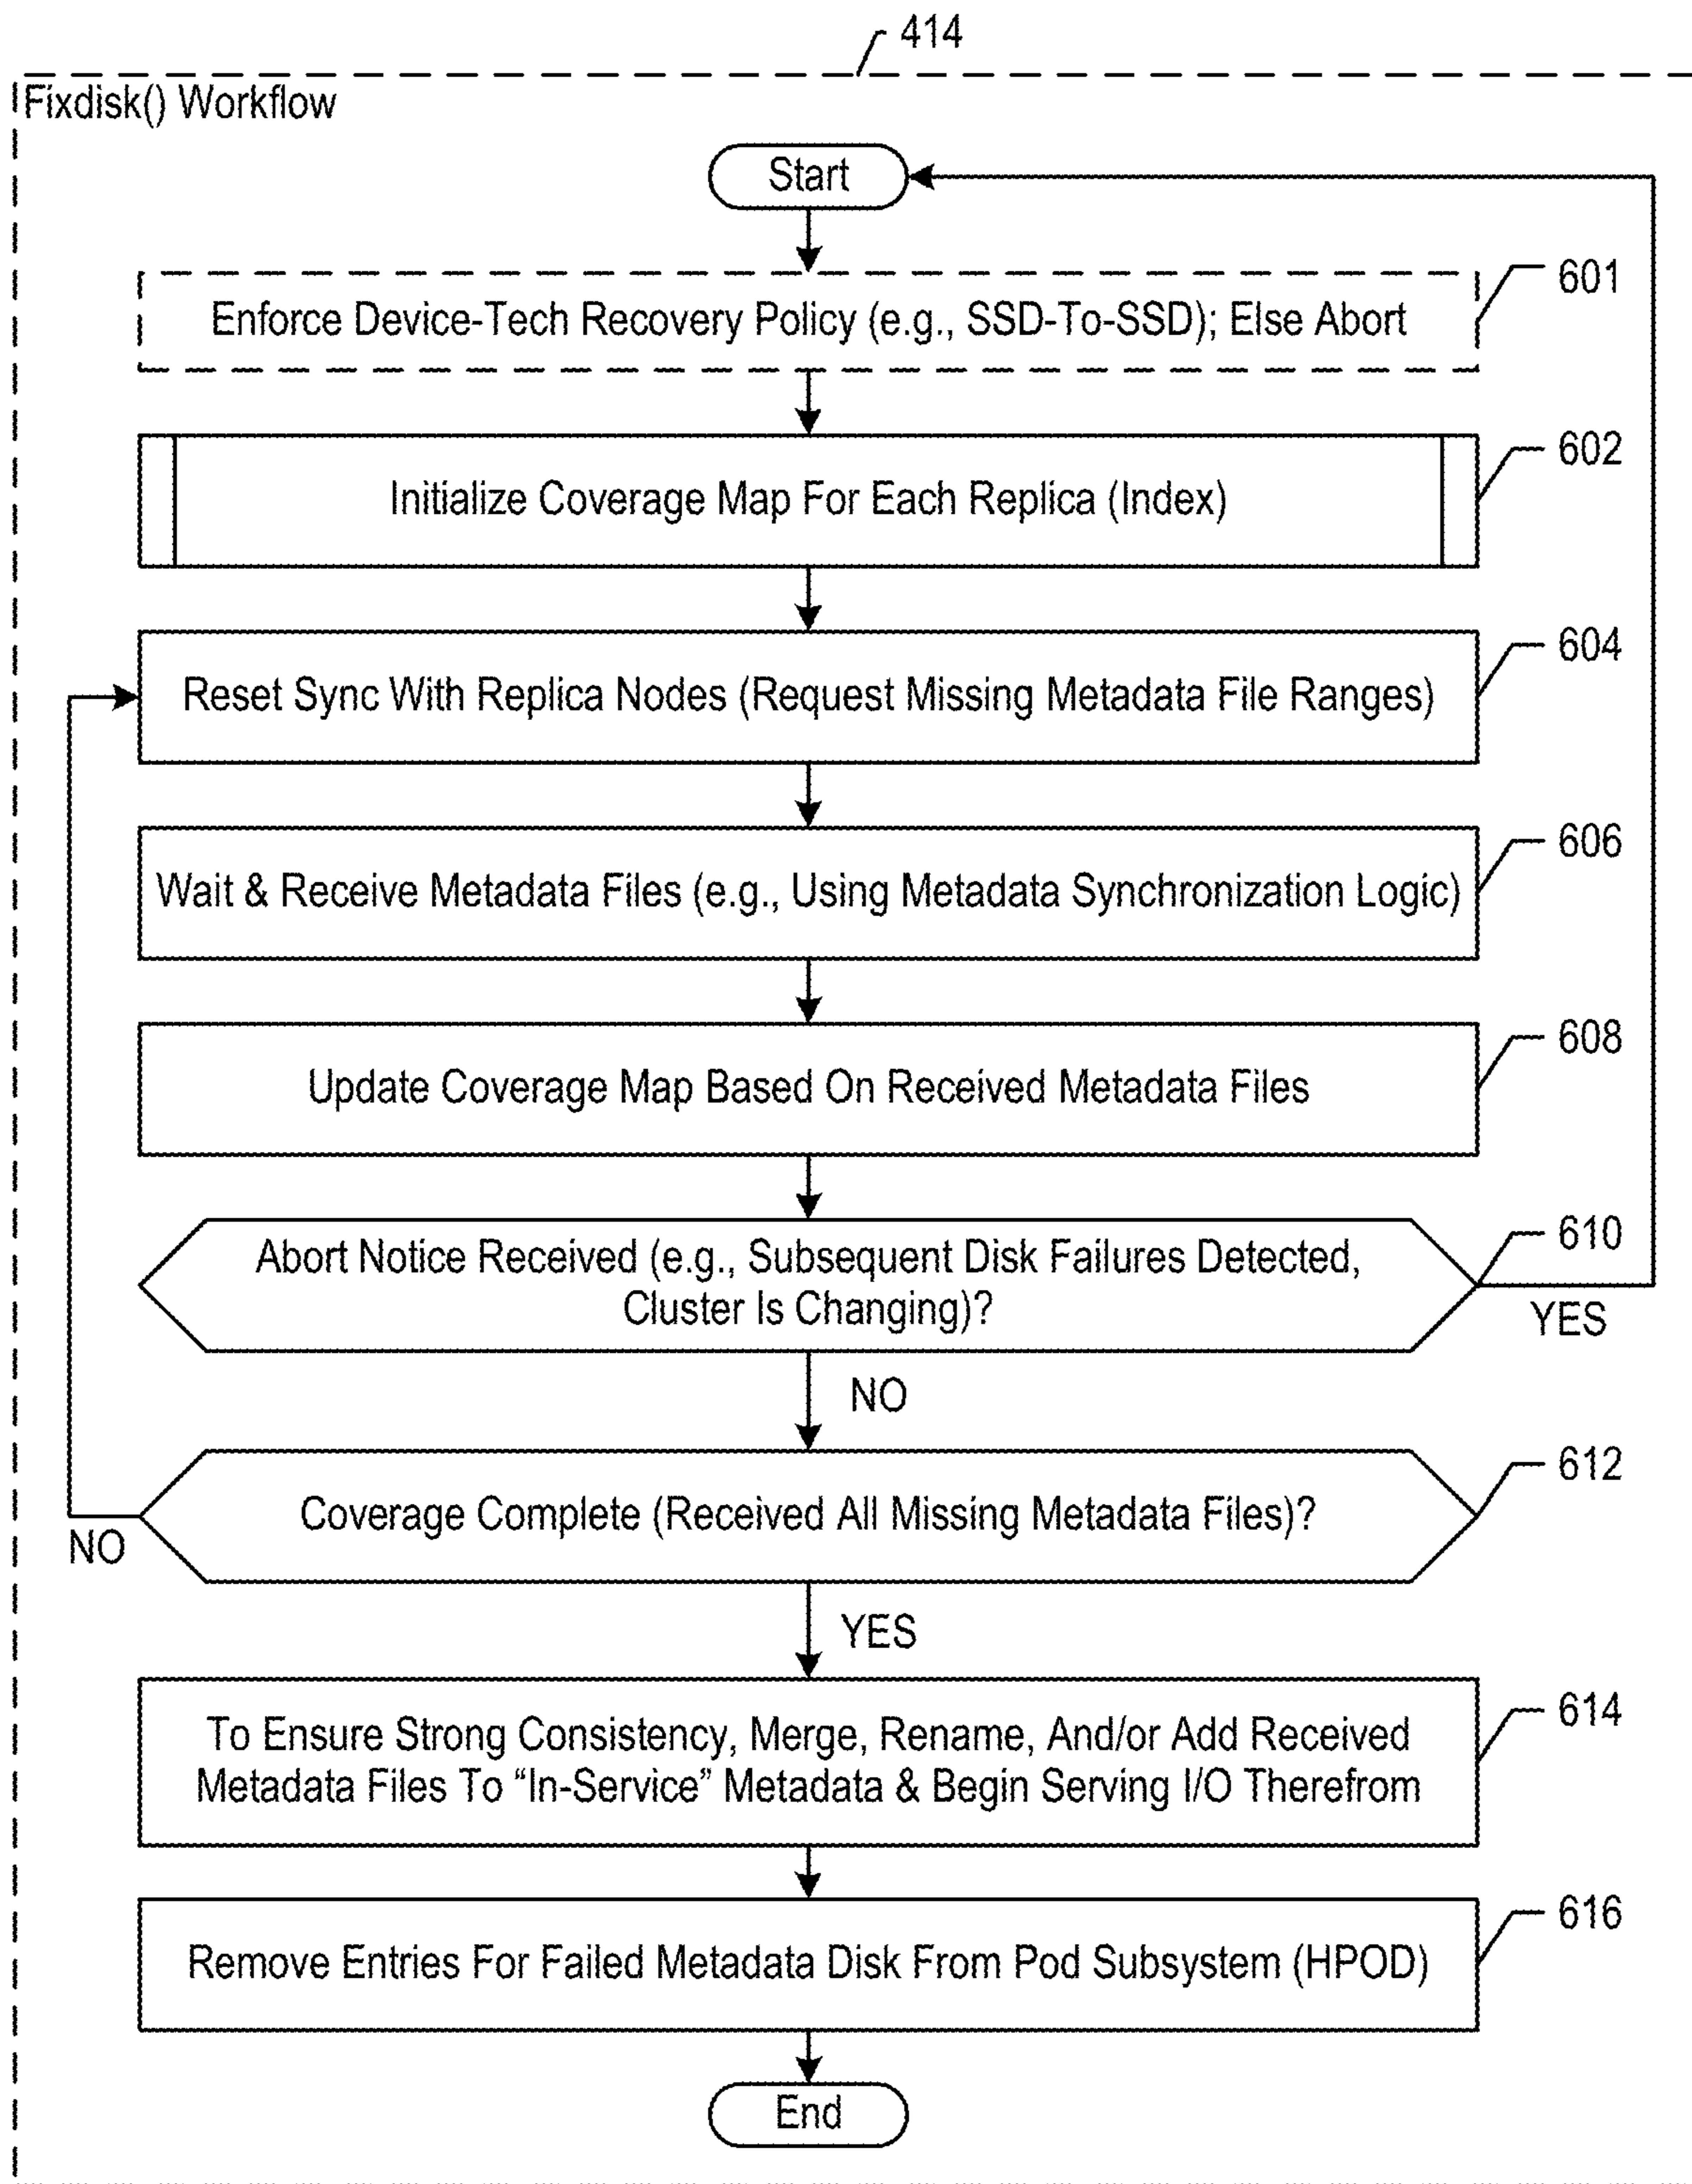 414
Fixdisk() Workflow
Start
601
Enforce Device-Tech Recovery Policy (e.g., SSD-To-SSD); Else Abort
602
Initialize Coverage Map For Each Replica (Index)
604
Reset Sync With Replica Nodes (Request Missing Metadata File Ranges)
606
Wait & Receive Metadata Files (e.g., Using Metadata Synchronization Logic)
608
Update Coverage Map Based On Received Metadata Files
610
Abort Notice Received (e.g., Subsequent Disk Failures Detected,
Cluster Is Changing)?
YES
NO
612
Coverage Complete (Received All Missing Metadata Files)?
NO
YES
614
To Ensure Strong Consistency, Merge, Rename, And/or Add Received
Metadata Files To “In-Service” Metadata & Begin Serving I/O Therefrom
616
Remove Entries For Failed Metadata Disk From Pod Subsystem (HPOD)
End